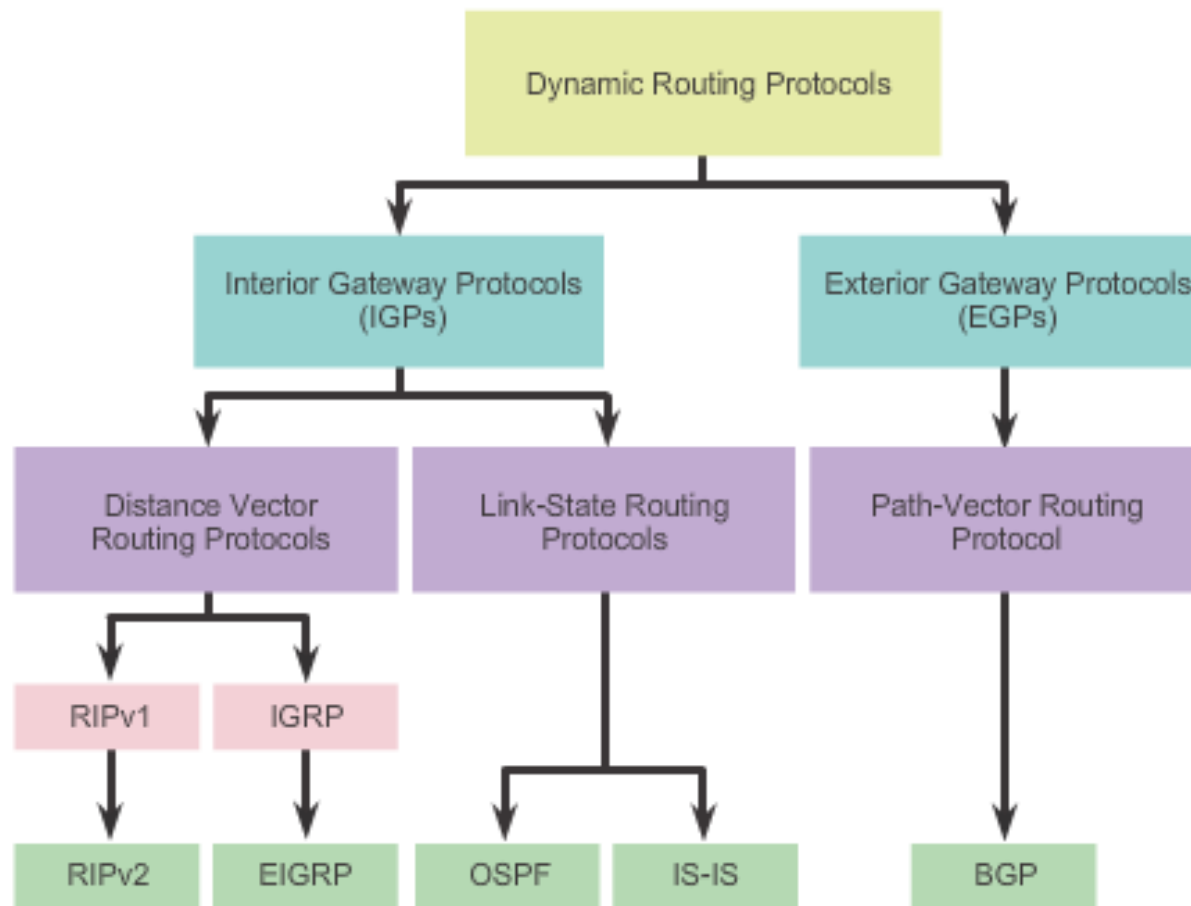 Dynamic Routing Protocols
Interior Gateway Protocols
(IGPs)
Exterior Gateway Protocols
(EGPs)
Distance Vector
Routing Protocols
Link-State Routing
Protocols
Path-Vector Routing
Protocol
RIPv1
IGRP
RIPv2
EIGRP
OSPF
IS-IS
BGP